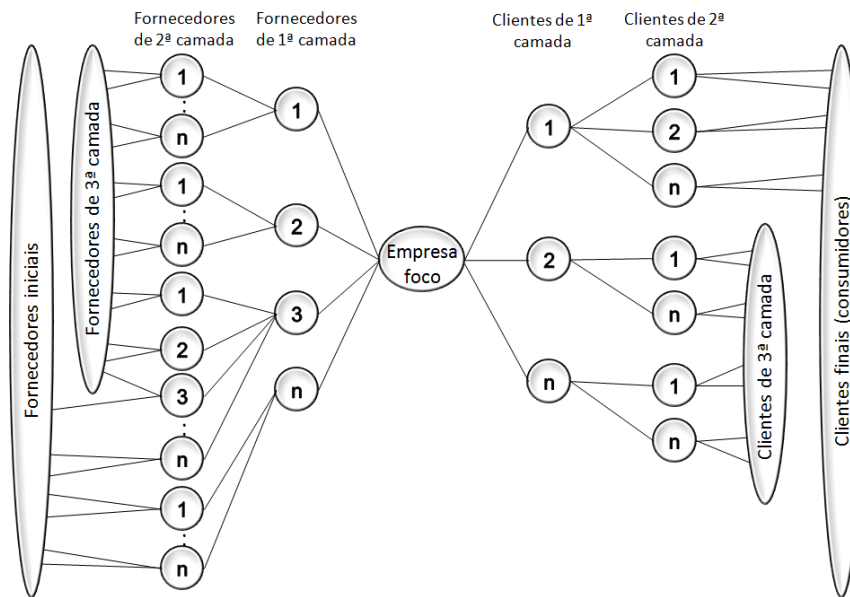 Fornecedores
de 2ª camada
Fornecedores
de 1ª camada
Clientes de 1ª
camada
Clientes de 2ª
camada
Fornecedores iniciais
Fornecedores de 3ª camada
1
n
1
n
1
2
3
n
1
n
1
2
3
n
Empresa
foco
1
2
n
1
2
n
1
n
1
n
Clientes de 3ª camada
Clientes finais (consumidores)